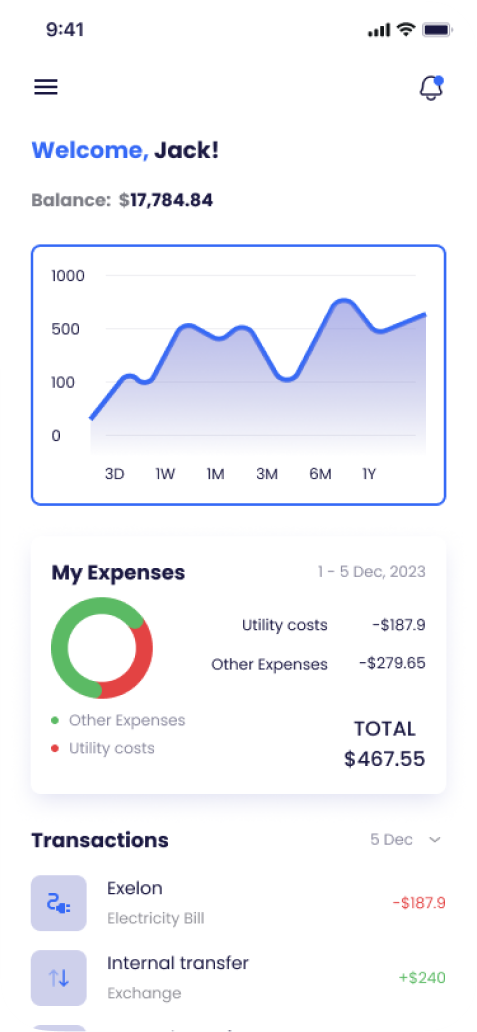 9:41
Welcome, Jack!
Balance: $17,784.84
1000
500
100
0
3D 1W 1M 3M 6M 1Y
My Expenses 1 - 5 Dec, 2023
Utility costs -$187.9
Other Expenses -$279.65
Other Expenses
Utility costs
TOTAL
$467.55
Transactions 5 Dec
Exelon
Electricity Bill
-$187.9
Internal transfer
Exchange
+$240